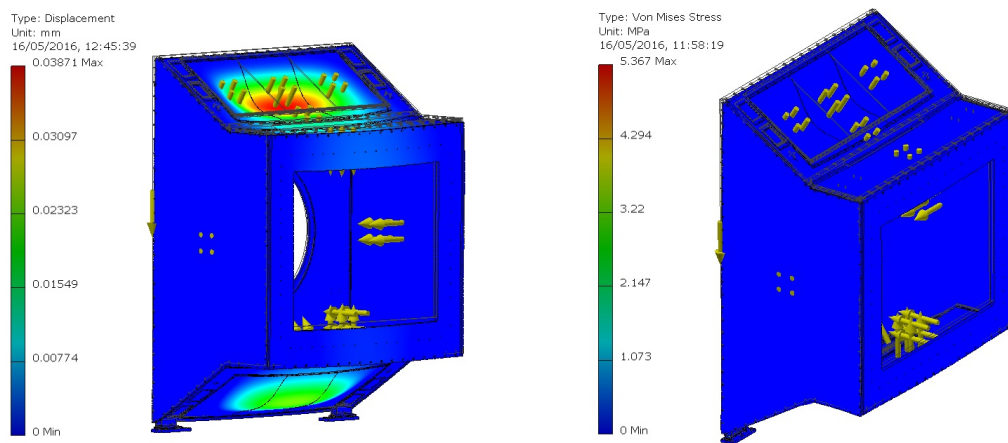 Type: Displacement
Unit: mm
16/05/2016, 12:45:39
0.03871 Max
0.03097
0.02323
0.01549
0.00774
0 Min
Type: Von Mises Stress
Unit: MPa
16/05/2016, 11:58:19
5.367 Max
4.294
3.22
2.147
1.073
0 Min